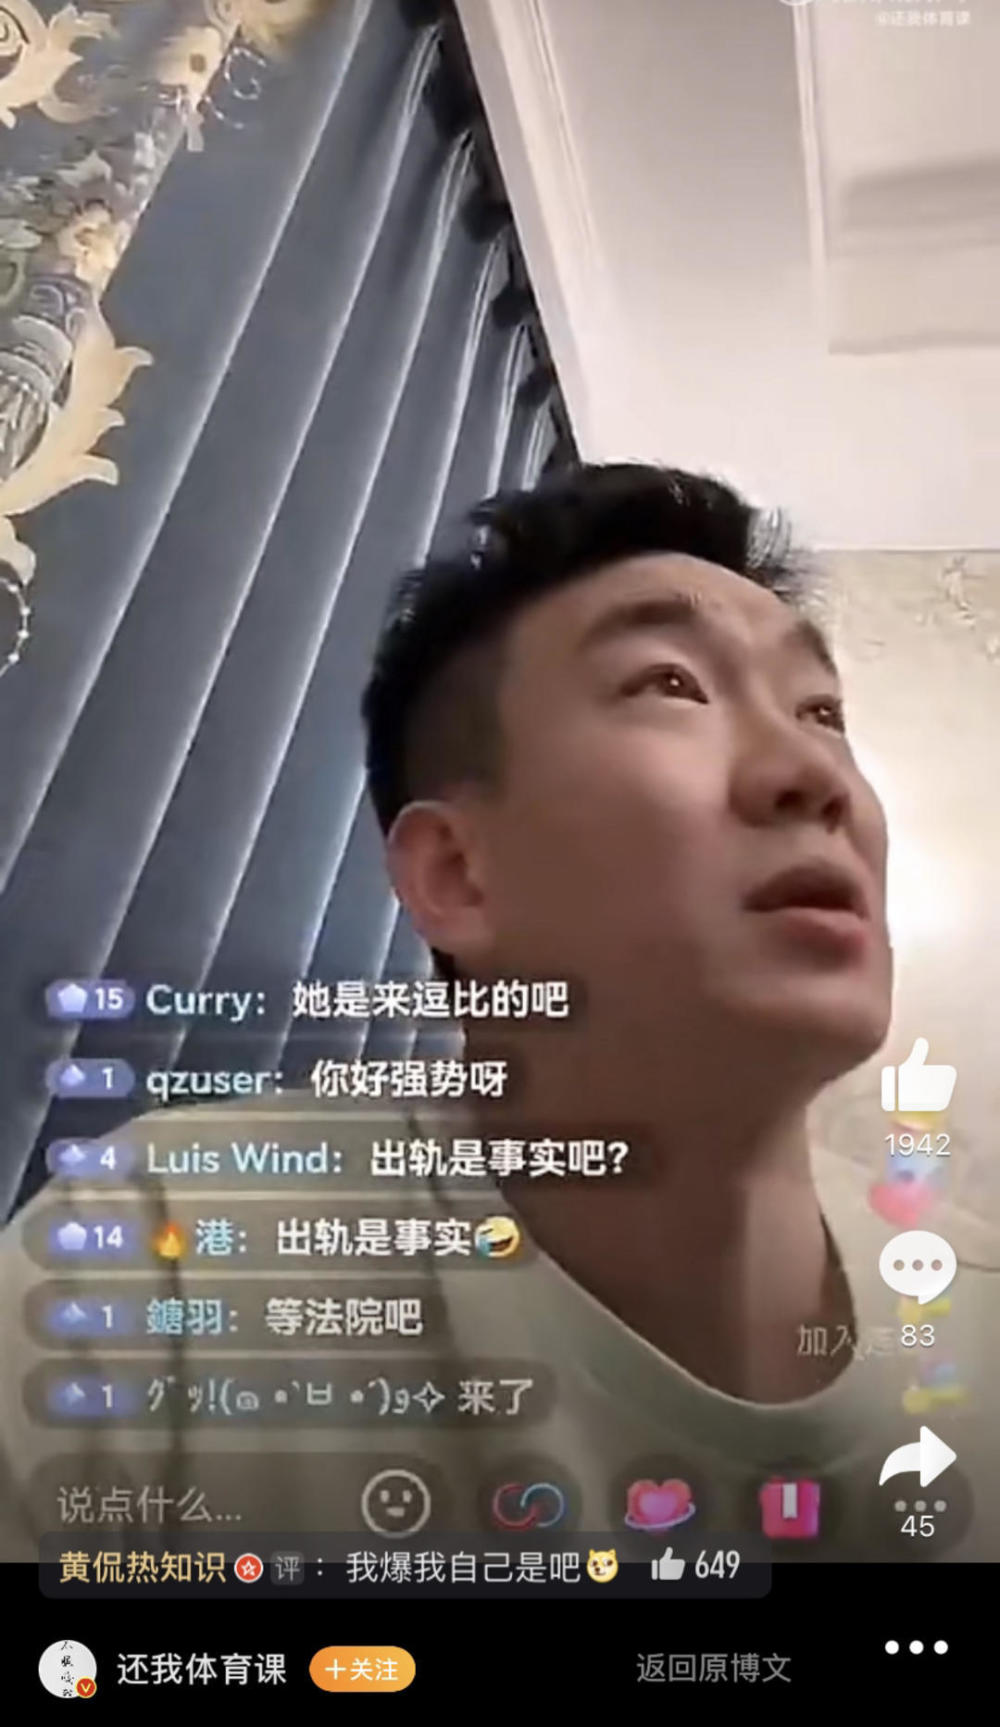 @还我体育课
15 Curry: 她是来逗比的吧
1 qzuser: 你好强势呀
4 Luis Wind: 出轨是事实吧?
14 🔥港: 出轨是事实🤣
1 鎕羽: 等法院吧
1 ｸﾞｯ!(๑•̀ㅂ•́)و✧ 来了
1942
83
加入
说点什么...
45
黄侃热知识 评 : 我爆我自己是吧 649
还我体育课 +关注 返回原博文